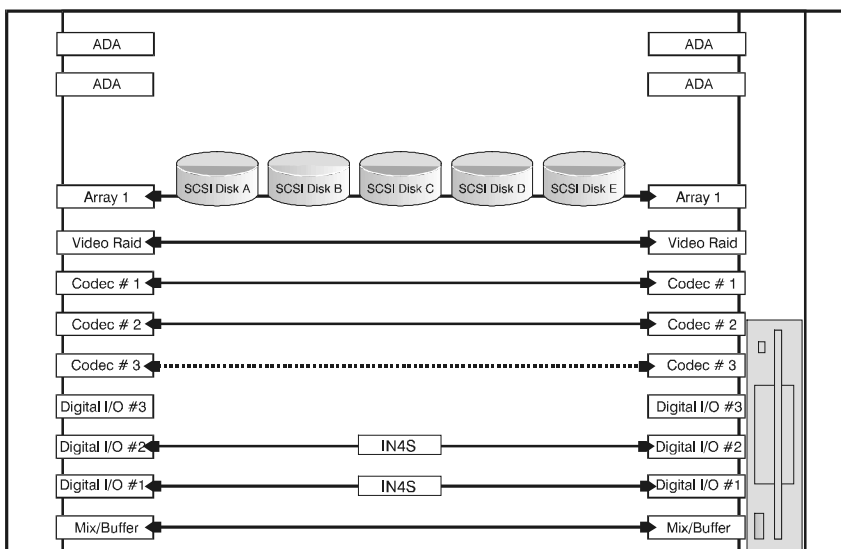 ADA ADA
ADA ADA
SCSI Disk A SCSI Disk B SCSI Disk C SCSI Disk D SCSI Disk E
Array 1 Array 1
Video Raid Video Raid
Codec # 1 Codec # 1
Codec # 2 Codec # 2
Codec # 3 Codec # 3
Digital I/O #3 Digital I/O #3
Digital I/O #2 IN4S Digital I/O #2
Digital I/O #1 IN4S Digital I/O #1
Mix/Buffer Mix/Buffer